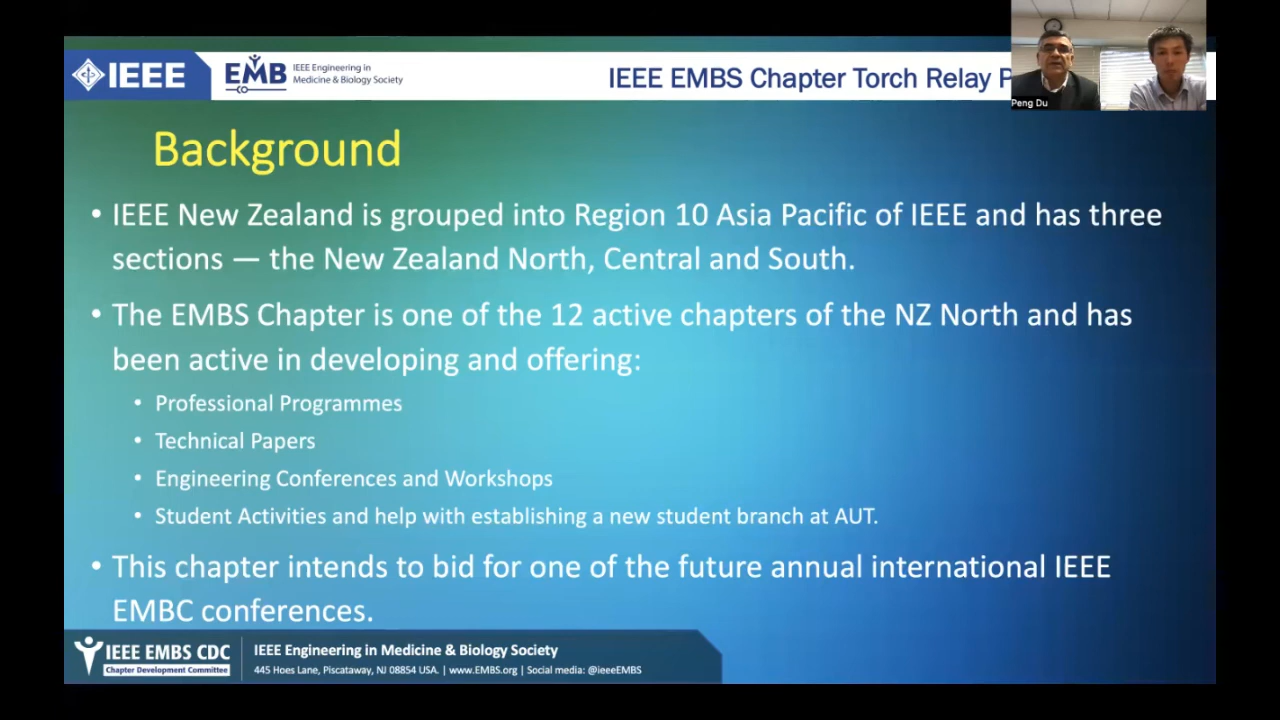 IEEE
EMB
IEEE Engineering in
Medicine & Biology Society
IEEE EMBS Chapter Torch Relay P
Peng Du
Background
• IEEE New Zealand is grouped into Region 10 Asia Pacific of IEEE and has three
sections — the New Zealand North, Central and South.
• The EMBS Chapter is one of the 12 active chapters of the NZ North and has
been active in developing and offering:
• Professional Programmes
• Technical Papers
• Engineering Conferences and Workshops
• Student Activities and help with establishing a new student branch at AUT.
• This chapter intends to bid for one of the future annual international IEEE
EMBC conferences.
IEEE EMBS CDC
Chapter Development Committee
IEEE Engineering in Medicine & Biology Society
445 Hoes Lane, Piscataway, NJ 08854 USA. | www.EMBS.org | Social media: @ieeeEMBS